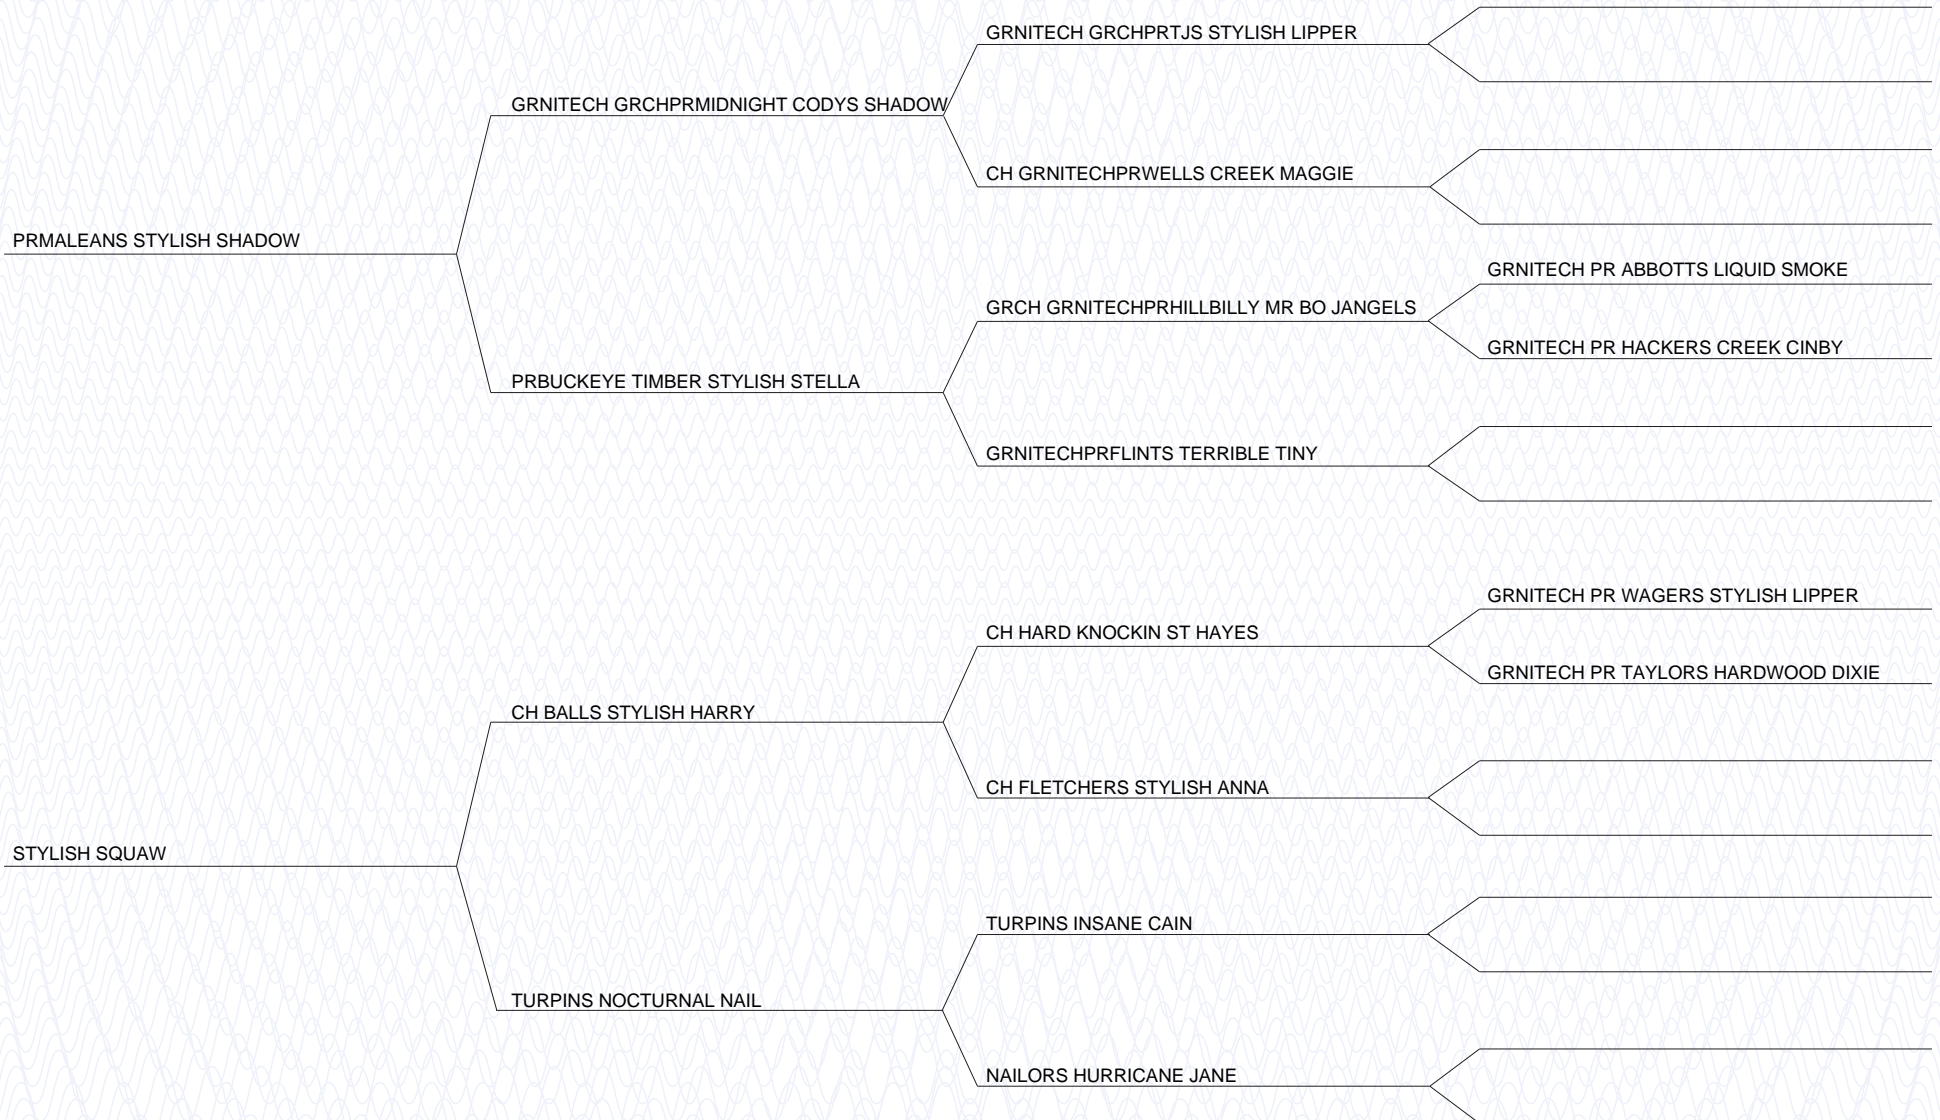 GRNITECH GRCHPRTJS STYLISH LIPPER
GRNITECH GRCHPRMIDNIGHT CODYS SHADOW
CH GRNITECHPRWELLS CREEK MAGGIE
PRMALEANS STYLISH SHADOW
GRNITECH PR ABBOTTS LIQUID SMOKE
GRCH GRNITECHPRHILLBILLY MR BO JANGELS
GRNITECH PR HACKERS CREEK CINBY
PRBUCKEYE TIMBER STYLISH STELLA
GRNITECHPRFLINTS TERRIBLE TINY
GRNITECH PR WAGERS STYLISH LIPPER
CH HARD KNOCKIN ST HAYES
GRNITECH PR TAYLORS HARDWOOD DIXIE
CH BALLS STYLISH HARRY
CH FLETCHERS STYLISH ANNA
STYLISH SQUAW
TURPINS INSANE CAIN
TURPINS NOCTURNAL NAIL
NAILORS HURRICANE JANE